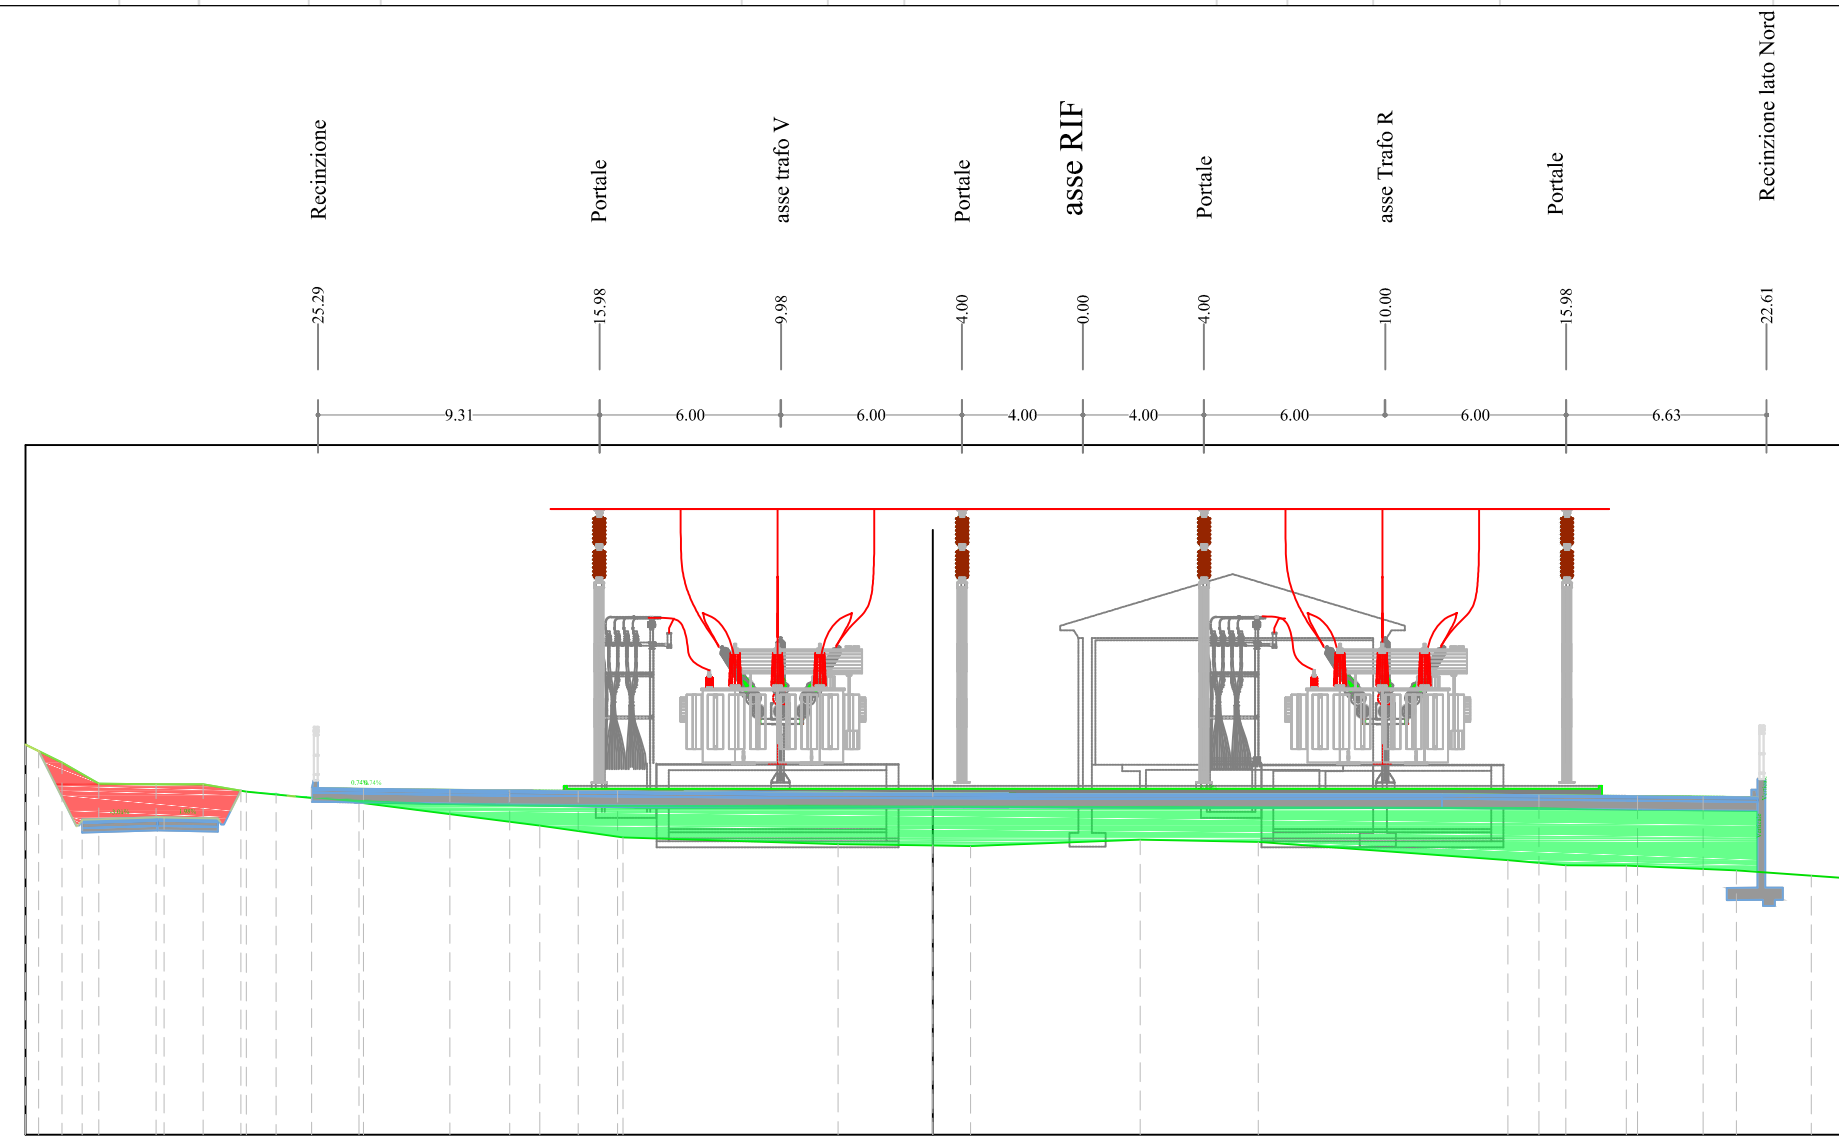 Recinzione
Portale
asse trafo V
Portale
asse RIF
Portale
asse Trafo R
Portale
Recinzione lato Nord
25.29
15.98
9.98
4.00
0.00
4.00
10.00
15.98
22.61
9.31
6.00
6.00
4.00
4.00
6.00
6.00
6.63